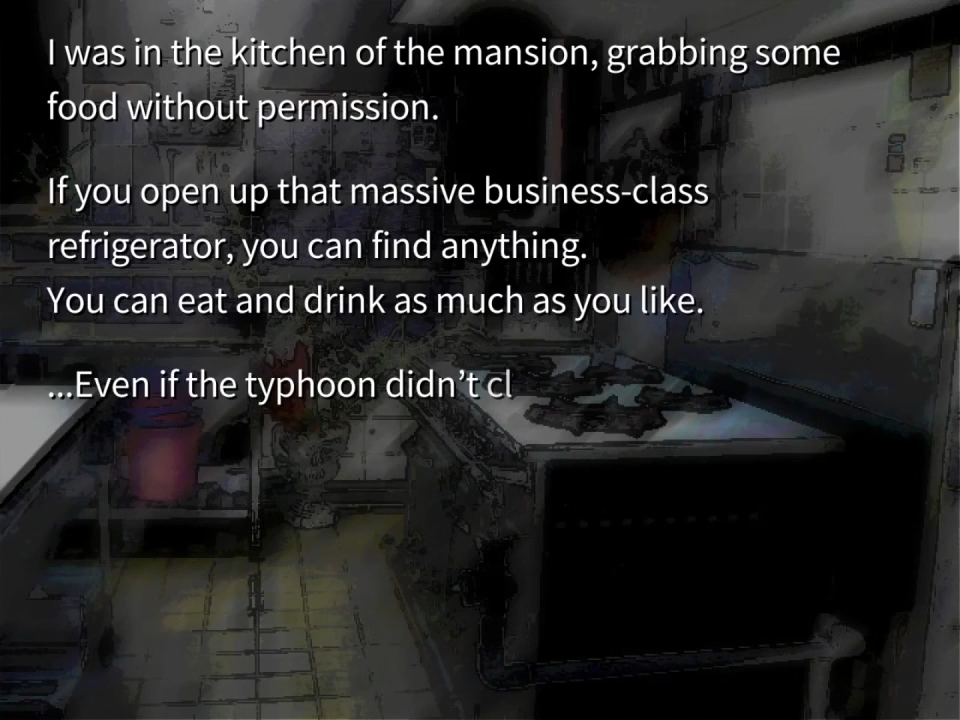 I was in the kitchen of the mansion, grabbing some
food without permission.
If you open up that massive business-class
refrigerator, you can find anything.
You can eat and drink as much as you like.
...Even if the typhoon didn’t cl